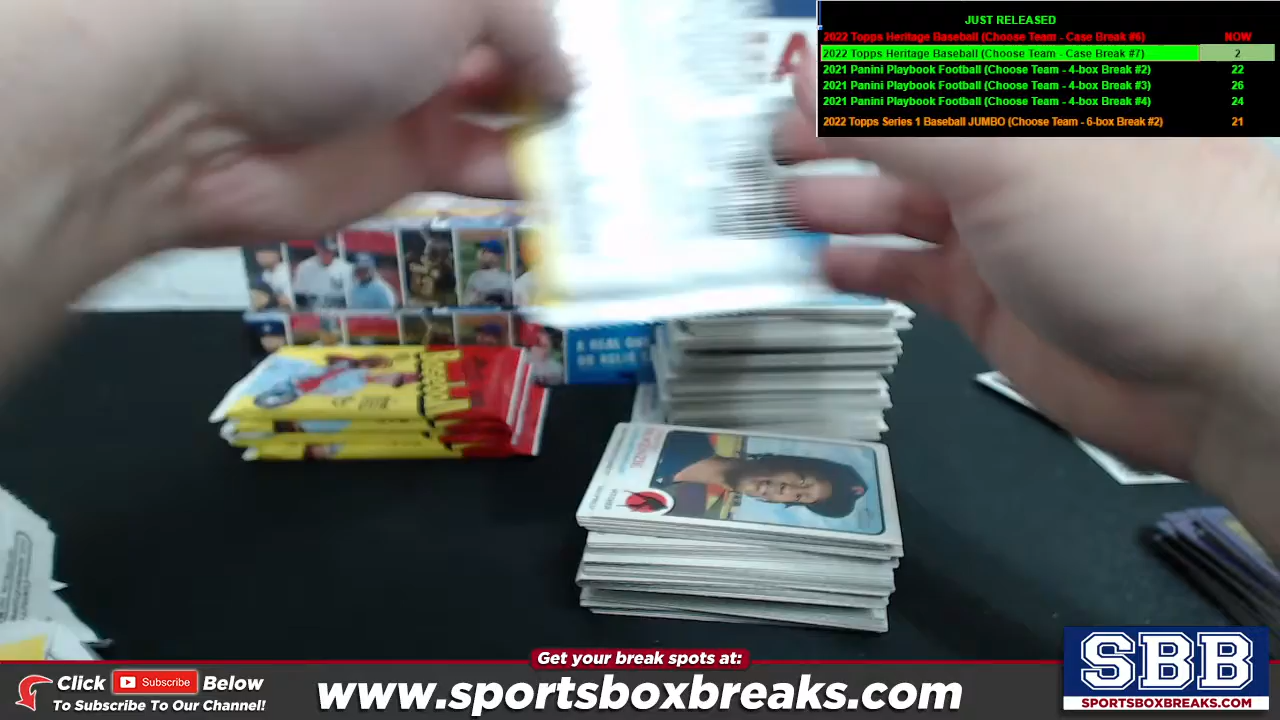 JUST RELEASED
2022 Topps Heritage Baseball (Choose Team - Case Break #6) NOW
2022 Topps Heritage Baseball (Choose Team - Case Break #7) 2
2021 Panini Playbook Football (Choose Team - 4-box Break #2) 22
2021 Panini Playbook Football (Choose Team - 4-box Break #3) 26
2021 Panini Playbook Football (Choose Team - 4-box Break #4) 24
2022 Topps Series 1 Baseball JUMBO (Choose Team - 6-box Break #2) 21
A REAL ONE
OR RELIC
Get your break spots at:
Click Subscribe Below
To Subscribe To Our Channel!
www.sportsboxbreaks.com
SBB
SPORTSBOXBREAKS.COM